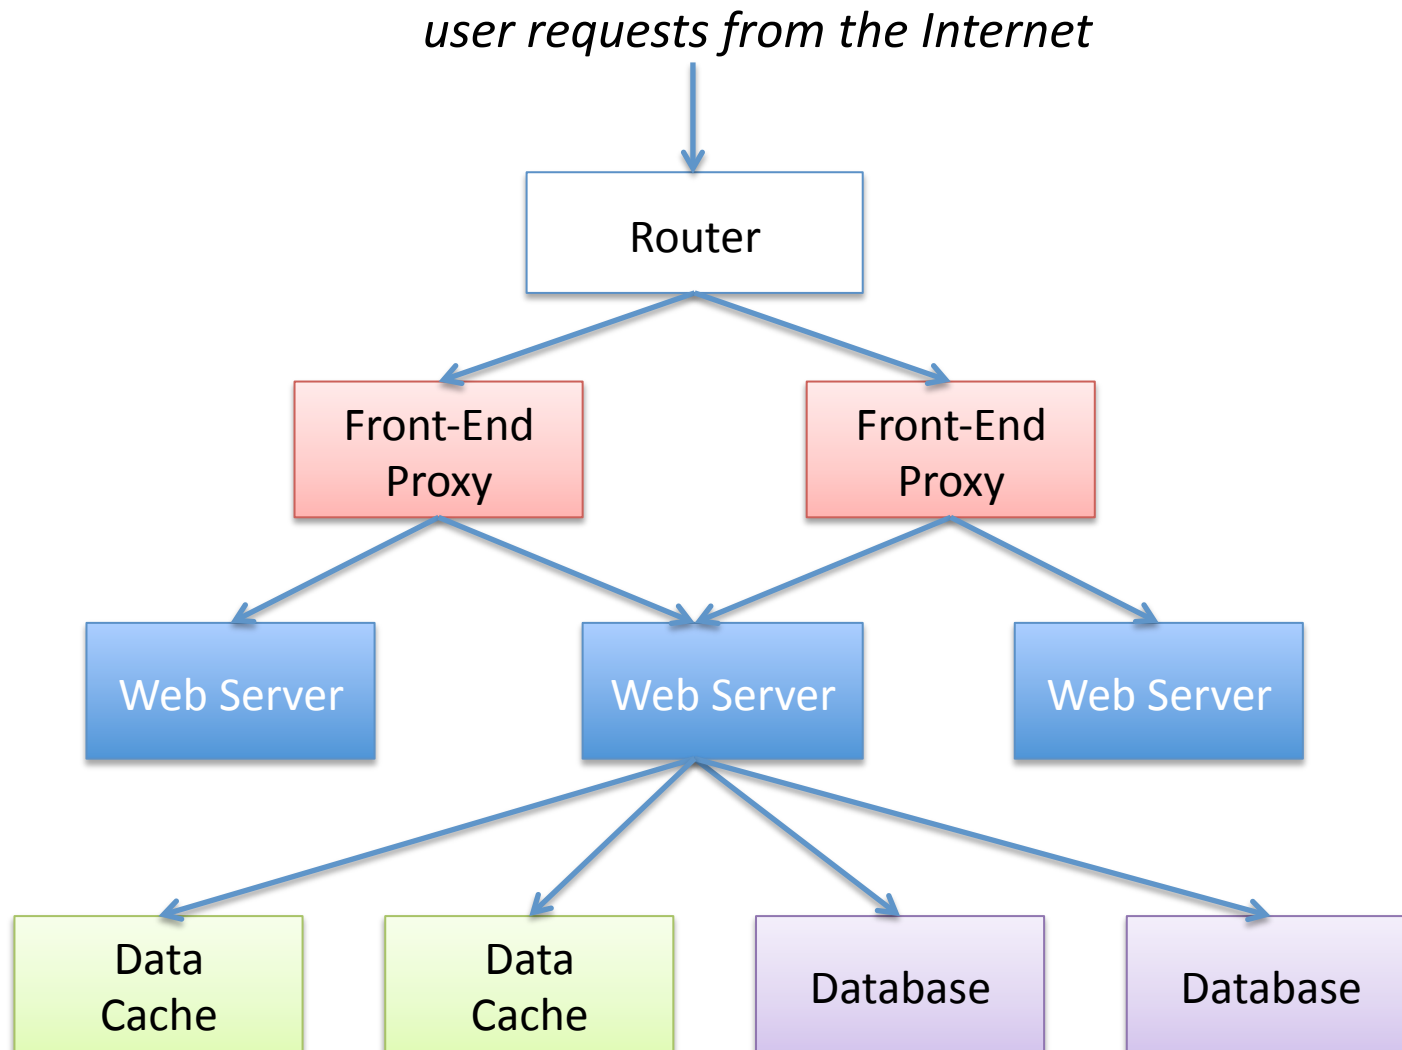 user requests from the Internet
Router
Front-End
Proxy
Front-End
Proxy
Web Server
Web Server
Web Server
Data
Cache
Data
Cache
Database
Database